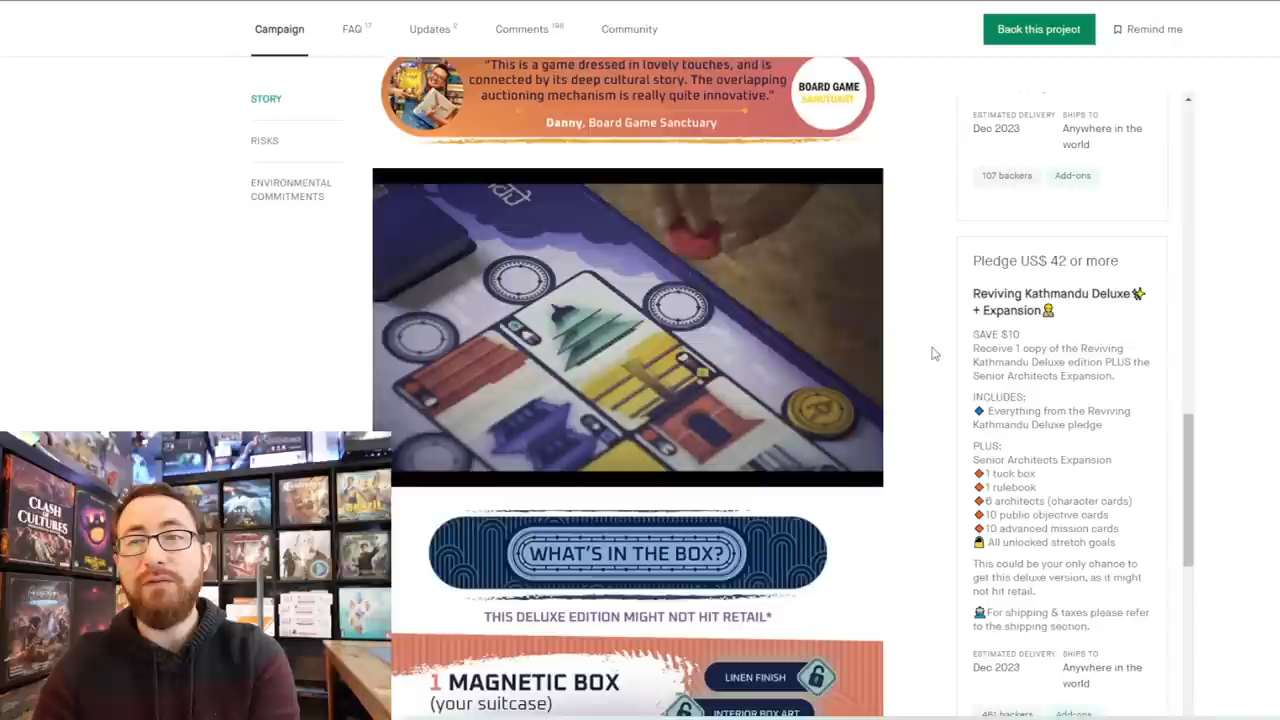 Campaign
FAQ 17
Updates 2
Comments 198
Community
Back this project
Remind me
STORY
RISKS
ENVIRONMENTAL
COMMITMENTS
"This is a game dressed in lovely touches, and is
connected by its deep cultural story. The overlapping
auctioning mechanism is really quite innovative."
Danny, Board Game Sanctuary
BOARD GAME
SANCTUARY
WHAT'S IN THE BOX?
THIS DELUXE EDITION MIGHT NOT HIT RETAIL*
1 MAGNETIC BOX
(your suitcase)
LINEN FINISH
INTERIOR BOX ART
ESTIMATED DELIVERY
Dec 2023
SHIPS TO
Anywhere in the
world
107 backers
Add-ons
Pledge US$ 42 or more
Reviving Kathmandu Deluxe
+ Expansion
SAVE $10
Receive 1 copy of the Reviving
Kathmandu Deluxe edition PLUS the
Senior Architects Expansion.
INCLUDES:
Everything from the Reviving
Kathmandu Deluxe pledge
PLUS:
Senior Architects Expansion
1 tuck box
1 rulebook
6 architects (character cards)
10 public objective cards
10 advanced mission cards
All unlocked stretch goals
This could be your only chance to
get this deluxe version, as it might
not hit retail.
For shipping & taxes please refer
to the shipping section.
ESTIMATED DELIVERY
Dec 2023
SHIPS TO
Anywhere in the
world
461 backers
Add-ons
CLASH
OF
CULTURES